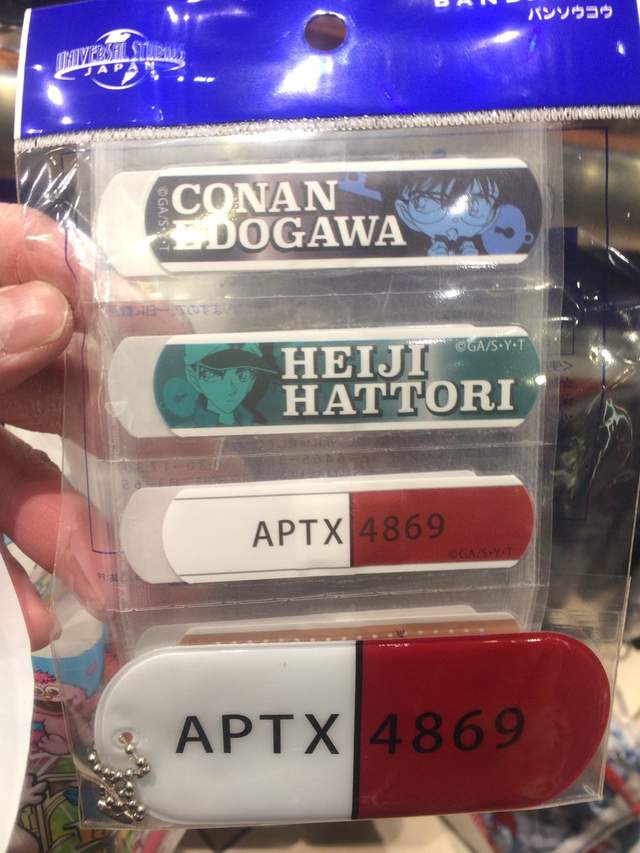 バンソウコウ
UNIVERSAL STUDIOS
JAPAN
CONAN
EDOGAWA
©GA/S・Y・T
HEIJI
HATTORI
©GA/S・Y・T
APTX 4869
©GA/S・Y・T
APTX 4869